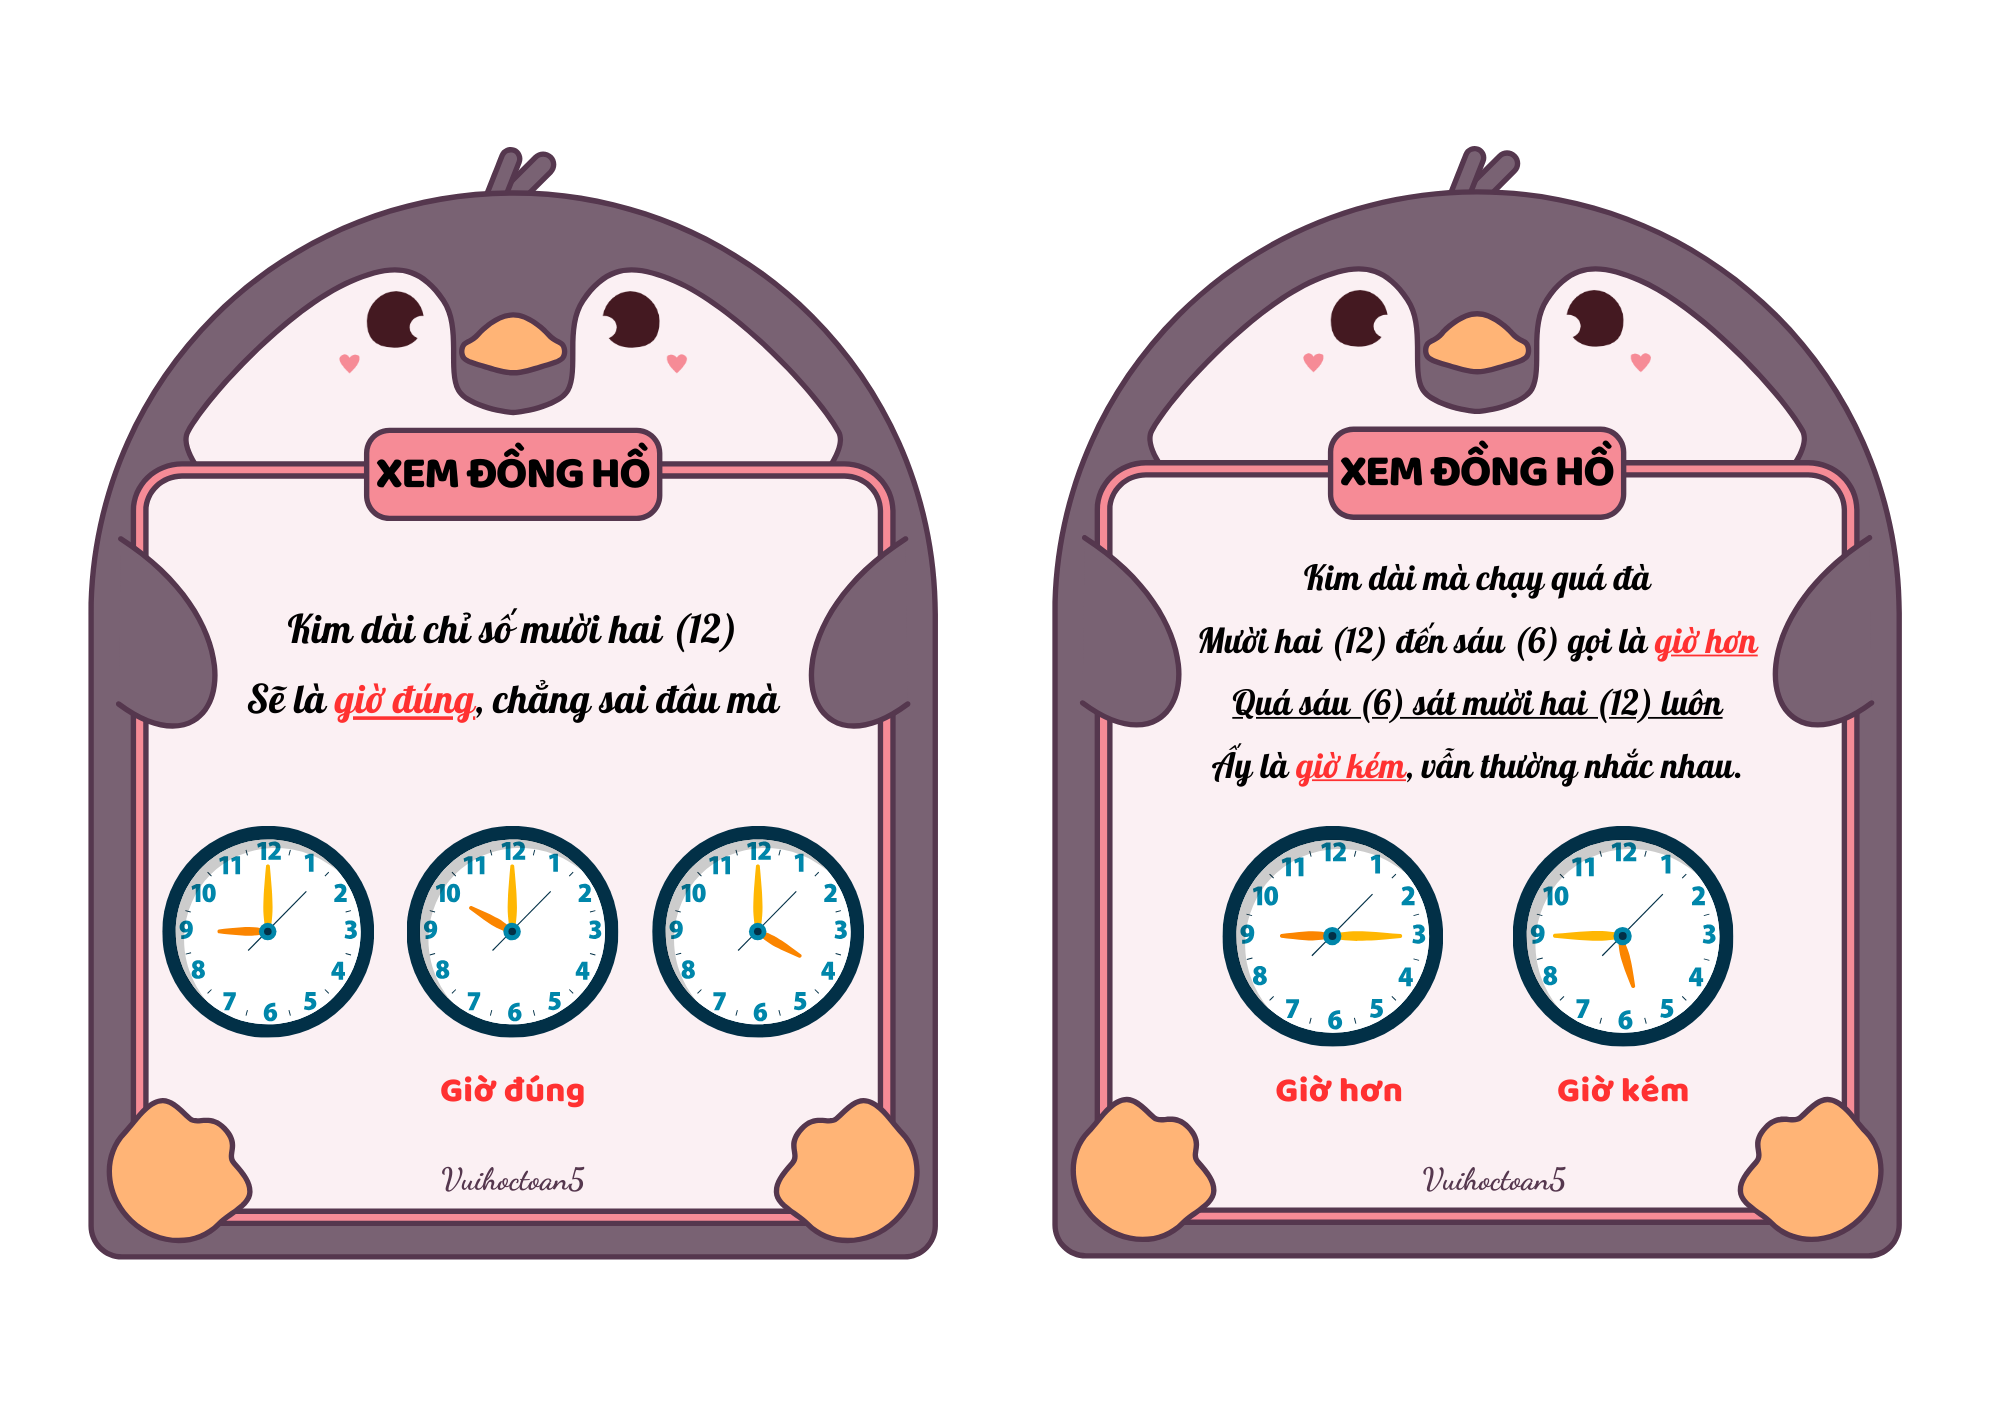 XEM ĐỒNG HỒ
Kim dài chỉ số mười hai (12)
Sẽ là giờ đúng, chẳng sai đâu mà
12 1 2 3 4 5 6 7 8 9 10 11
12 1 2 3 4 5 6 7 8 9 10 11
12 1 2 3 4 5 6 7 8 9 10 11
Giờ đúng
Vuihoctoan5
XEM ĐỒNG HỒ
Kim dài mà chạy quá đà
Mười hai (12) đến sáu (6) gọi là giờ hơn
Quá sáu (6) sát mười hai (12) luôn
Ấy là giờ kém, vẫn thường nhắc nhau.
12 1 2 3 4 5 6 7 8 9 10 11
12 1 2 3 4 5 6 7 8 9 10 11
Giờ hơn
Giờ kém
Vuihoctoan5